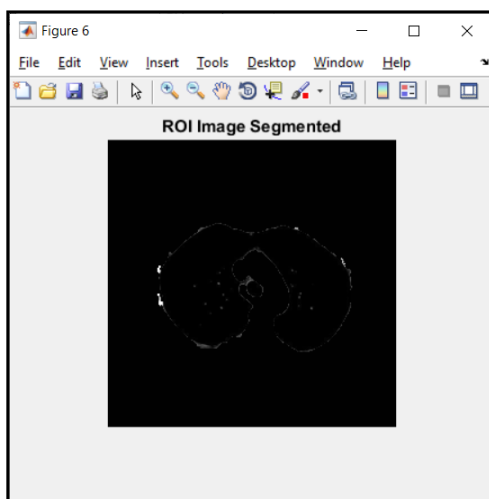 Figure 6
File Edit View Insert Tools Desktop Window Help
ROI Image Segmented